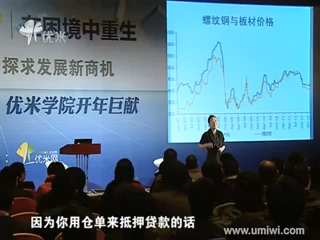 优米
在困境中重生
探求发展新商机
优米学院开年巨献
螺纹钢与板材价格
优米网
因为你用仓单来抵押贷款的话
www.umiwi.com